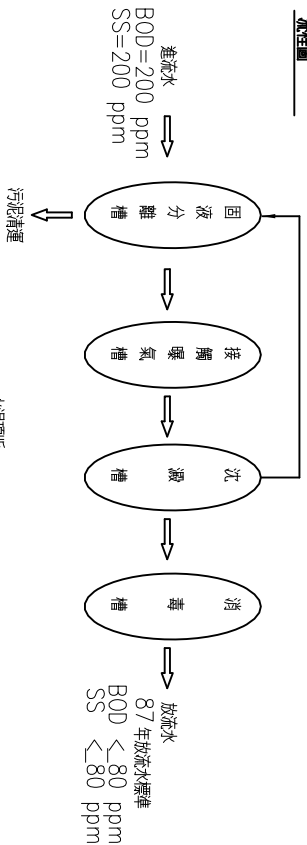 流程圖
進流水
BOD=200 ppm
SS=200 ppm
固液分離槽
接觸曝氣槽
沈澱槽
消毒槽
放流水
87年放流水標準
BOD <80 ppm
SS <80 ppm
污泥清運